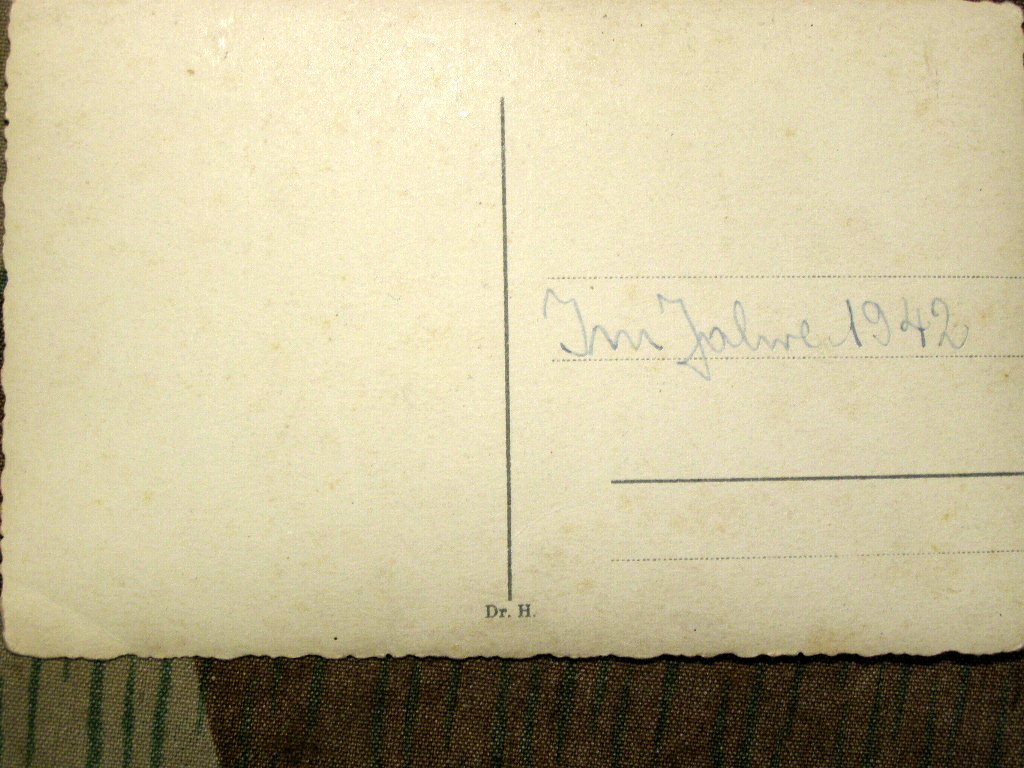 Im Jahre 1942
Dr. H.